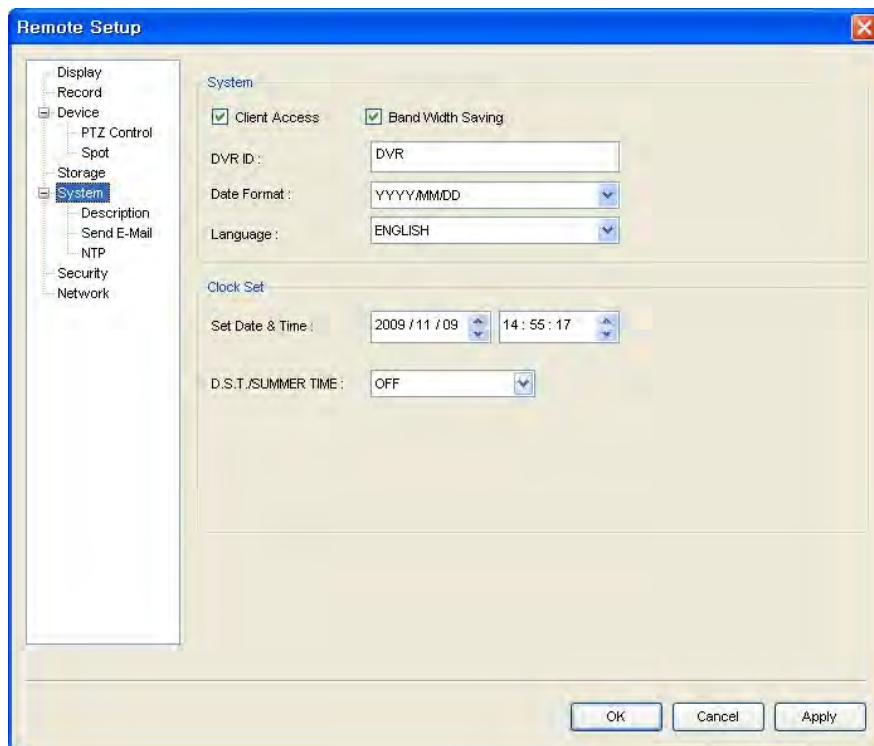 Remote Setup
Display
Record
Device
PTZ Control
Spot
Storage
System
Description
Send E-Mail
NTP
Security
Network
System
Client Access
Band Width Saving
DVR ID :
DVR
Date Format :
YYYY/MM/DD
Language :
ENGLISH
Clock Set
Set Date & Time :
2009 / 11 / 09
14 : 55 : 17
D.S.T./SUMMER TIME :
OFF
OK
Cancel
Apply